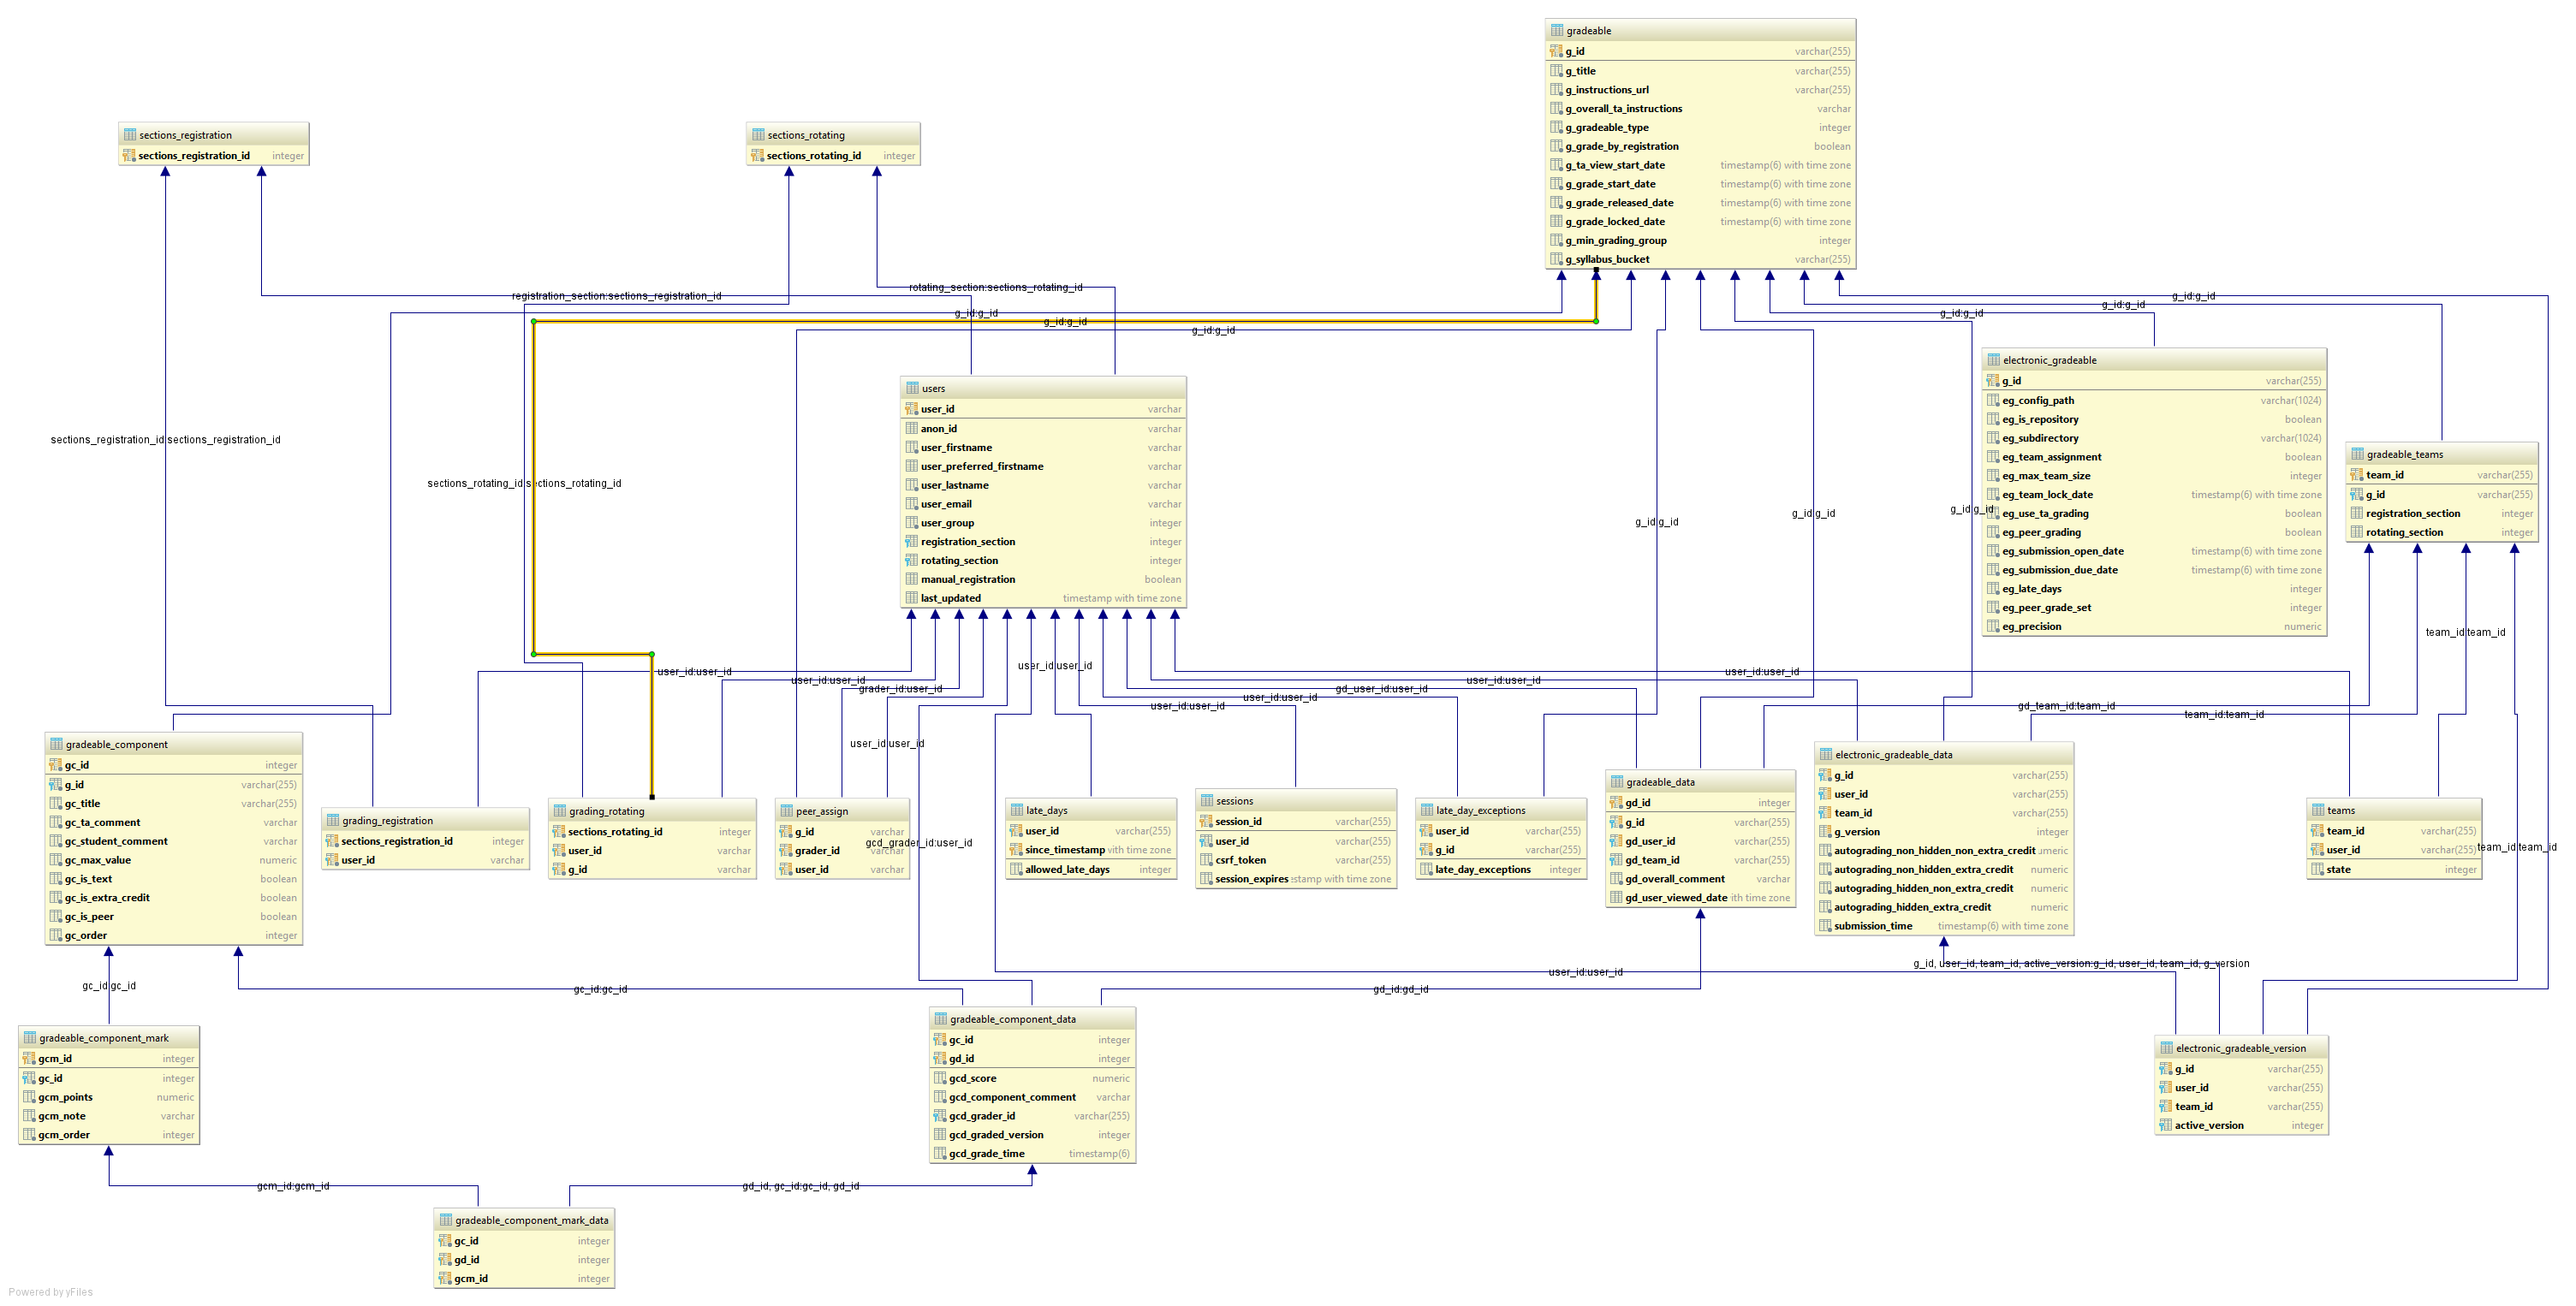 gradeable
g_id varchar(255)
g_title varchar(255)
g_instructions_url varchar(255)
g_overall_ta_instructions varchar
g_gradeable_type integer
g_grade_by_registration boolean
g_ta_view_start_date timestamp(6) with time zone
g_grade_start_date timestamp(6) with time zone
g_grade_released_date timestamp(6) with time zone
g_grade_locked_date timestamp(6) with time zone
g_min_grading_group integer
g_syllabus_bucket varchar(255)
sections_registration
sections_registration_id integer
sections_rotating
sections_rotating_id integer
rotating_section:sections_rotating_id
registration_section:sections_registration_id
g_id:g_id
g_id:g_id
g_id:g_id
g_id:g_id
g_id:g_id
g_id:g_id
users
user_id varchar
anon_id varchar
user_firstname varchar
user_preferred_firstname varchar
user_lastname varchar
user_email varchar
user_group integer
registration_section integer
rotating_section integer
manual_registration boolean
last_updated timestamp with time zone
electronic_gradeable
g_id varchar(255)
eg_config_path varchar(1024)
eg_is_repository boolean
eg_subdirectory varchar(1024)
eg_team_assignment boolean
eg_max_team_size integer
eg_team_lock_date timestamp(6) with time zone
eg_use_ta_grading boolean
eg_peer_grading boolean
eg_submission_open_date timestamp(6) with time zone
eg_submission_due_date timestamp(6) with time zone
eg_late_days integer
eg_peer_grade_set integer
eg_precision numeric
gradeable_teams
team_id varchar(255)
g_id varchar(255)
registration_section integer
rotating_section integer
sections_registration_id:sections_registration_id
sections_rotating_id:sections_rotating_id
g_id:g_id
g_id:g_id
g_id:g_id
team_id:team_id
user_id:user_id
user_id:user_id
grader_id:user_id
user_id:user_id
user_id:user_id
user_id:user_id
user_id:user_id
gd_user_id:user_id
user_id:user_id
user_id:user_id
gd_team_id:team_id
team_id:team_id
gradeable_component
gc_id integer
g_id varchar(255)
gc_title varchar(255)
gc_ta_comment varchar
gc_student_comment varchar
gc_max_value numeric
gc_is_text boolean
gc_is_extra_credit boolean
gc_is_peer boolean
gc_order integer
grading_registration
sections_registration_id integer
user_id varchar
grading_rotating
sections_rotating_id integer
user_id varchar
g_id varchar
peer_assign
g_id varchar
grader_id varchar
user_id varchar
gcd_grader_id:user_id
late_days
user_id varchar(255)
since_timestamp vith time zone
allowed_late_days integer
sessions
session_id varchar(255)
user_id varchar(255)
csrf_token varchar(255)
session_expires :stamp with time zone
late_day_exceptions
user_id varchar(255)
g_id varchar(255)
late_day_exceptions integer
gradeable_data
gd_id integer
g_id varchar(255)
gd_user_id varchar(255)
gd_team_id varchar(255)
gd_overall_comment varchar
gd_user_viewed_date ith time zone
electronic_gradeable_data
g_id varchar(255)
user_id varchar(255)
team_id varchar(255)
g_version integer
autograding_non_hidden_non_extra_credit umeric
autograding_non_hidden_extra_credit numeric
autograding_hidden_non_extra_credit numeric
autograding_hidden_extra_credit numeric
submission_time timestamp(6) with time zone
teams
team_id varchar(255)
user_id varchar(255)
state integer
team_id:team_id
gc_id:gc_id
gc_id:gc_id
gd_id:gd_id
user_id:user_id
g_id, user_id, team_id, active_version:g_id, user_id, team_id, g_version
gradeable_component_mark
gcm_id integer
gc_id integer
gcm_points numeric
gcm_note varchar
gcm_order integer
gradeable_component_data
gc_id integer
gd_id integer
gcd_score numeric
gcd_component_comment varchar
gcd_grader_id varchar(255)
gcd_graded_version integer
gcd_grade_time timestamp(6)
electronic_gradeable_version
g_id varchar(255)
user_id varchar(255)
team_id varchar(255)
active_version integer
gcm_id:gcm_id
gd_id, gc_id:gc_id, gd_id
gradeable_component_mark_data
gc_id integer
gd_id integer
gcm_id integer
Powered by yFiles